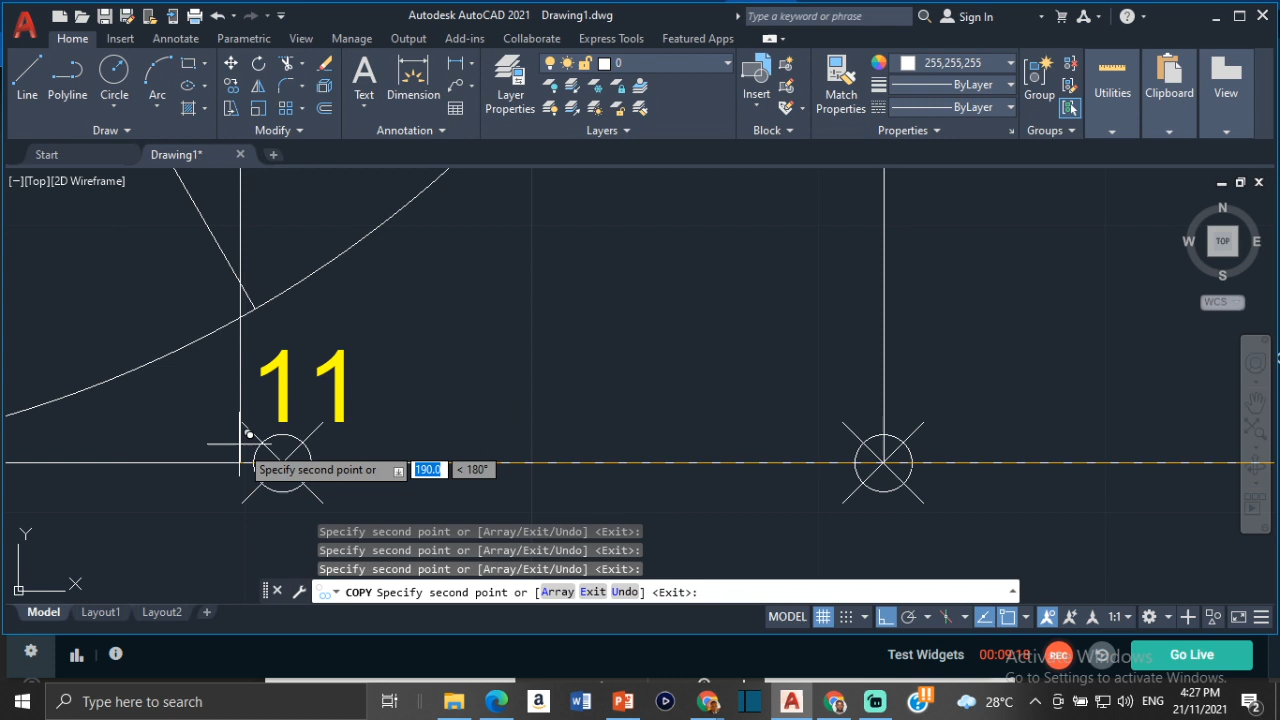 Autodesk AutoCAD 2021 Drawing1.dwg
Type a keyword or phrase
Sign In
Home Insert Annotate Parametric View Manage Output Add-ins Collaborate Express Tools Featured Apps
Line Polyline Circle Arc
Text Dimension
Layer Properties
0
Insert
Match Properties
255,255,255
ByLayer
ByLayer
Group
Utilities
Clipboard
View
Draw Modify Annotation Layers Block Properties Groups
Start Drawing1*
[−][Top][2D Wireframe]
N
W TOP E
S
WCS
11
Specify second point or 190.0 < 180°
Specify second point or [Array/Exit/Undo] <Exit>:
Specify second point or [Array/Exit/Undo] <Exit>:
Specify second point or [Array/Exit/Undo] <Exit>:
Y
X
COPY Specify second point or [Array Exit Undo] <Exit>:
Model Layout1 Layout2
MODEL 1:1
Test Widgets 00:09:18 REC Go Live
Activate Windows
Go to Settings to activate Windows.
Type here to search
28°C ENG 4:27 PM
21/11/2021
2